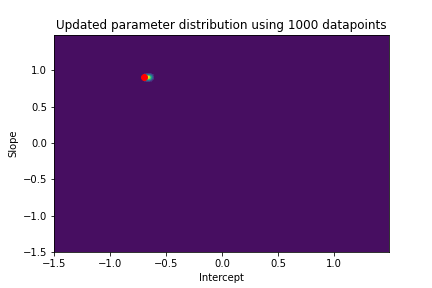 Updated parameter distribution using 1000 datapoints
1.0
0.5
0.0
−0.5
−1.0
−1.5
Slope
−1.5 −1.0 −0.5 0.0 0.5 1.0
Intercept